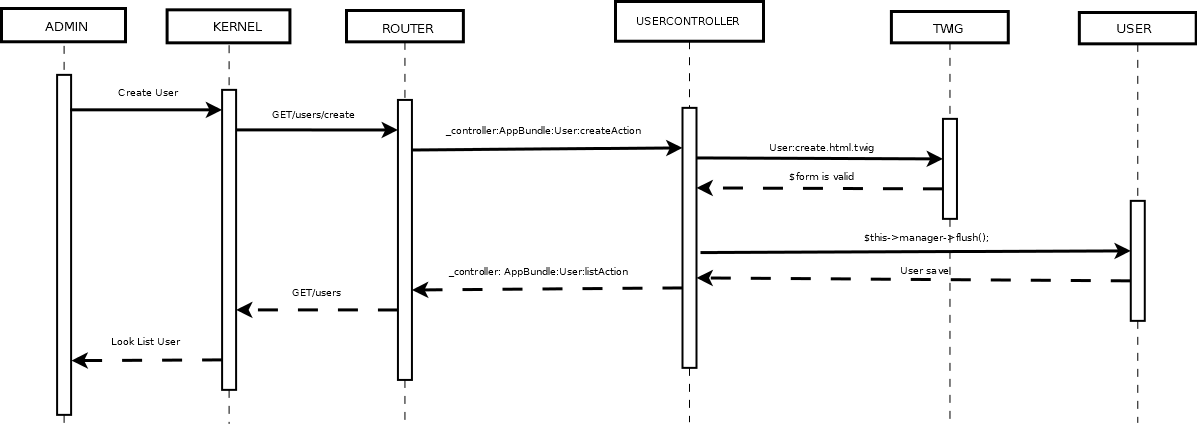 ADMIN
KERNEL
ROUTER
USERCONTROLLER
TWIG
USER
Create User
GET/users/create
_controller:AppBundle:User:createAction
User:create.html.twig
$form is valid
$this->manager->flush();
User save
_controller: AppBundle:User:listAction
GET/users
Look List User